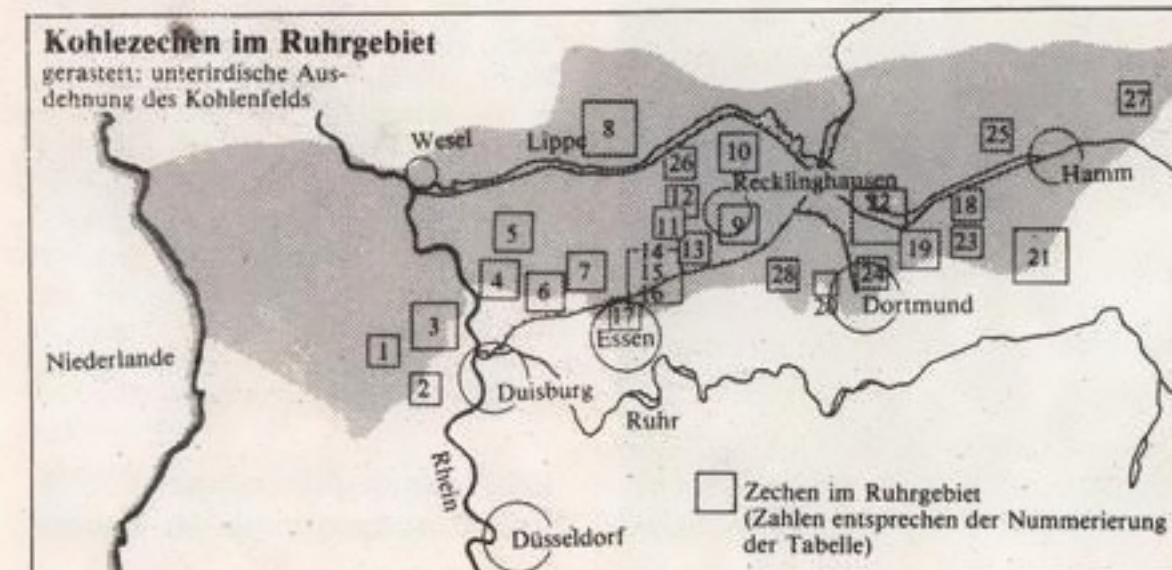 Kohlezechen im Ruhrgebiet
gerastert: unterirdische Aus-
dehnung des Kohlenfelds
27
8
Wesel
Lippe
10
25
26
Hamm
Recklinghausen
12
22
18
11
9
5
13
14
19
23
21
4
7
15
28
24
6
16
20
3
17
Dortmund
Essen
1
Niederlande
2
Duisburg
Ruhr
Rhein
Zechen im Ruhrgebiet
(Zahlen entsprechen der Nummerierung
der Tabelle)
Düsseldorf